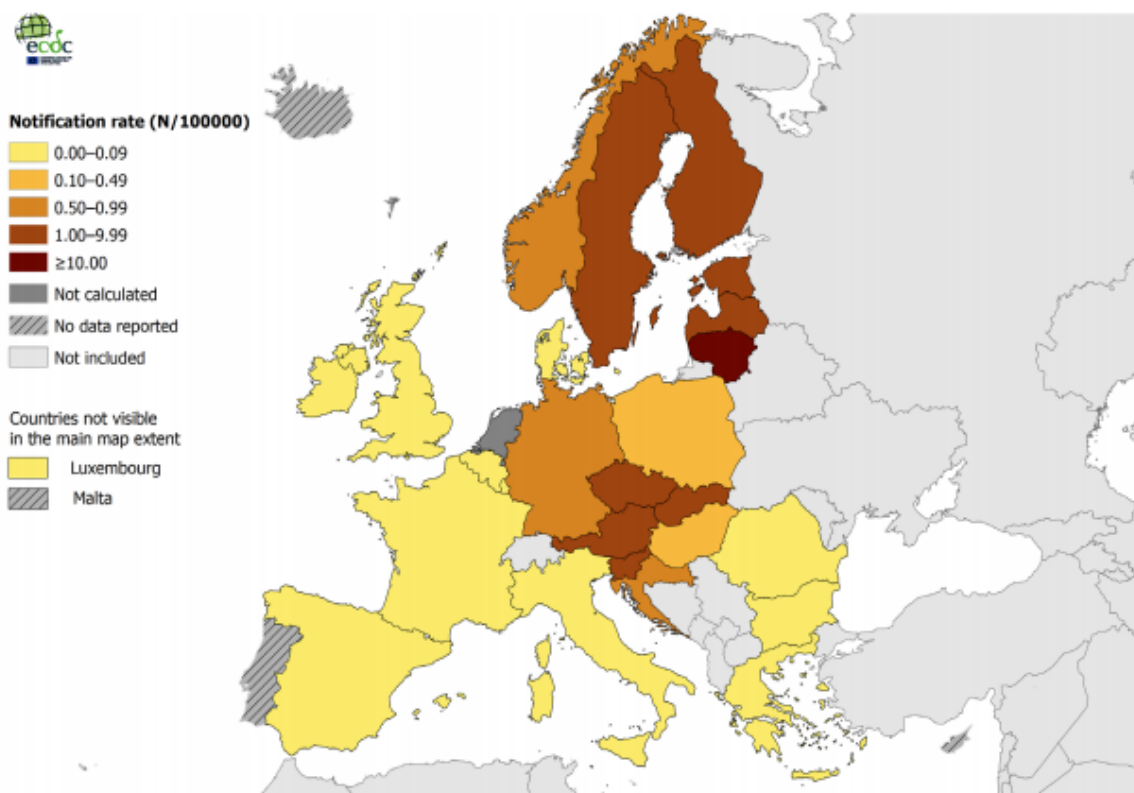 ecdc
Notification rate (N/100000)
0.00–0.09
0.10–0.49
0.50–0.99
1.00–9.99
≥10.00
Not calculated
No data reported
Not included
Countries not visible
in the main map extent
Luxembourg
Malta